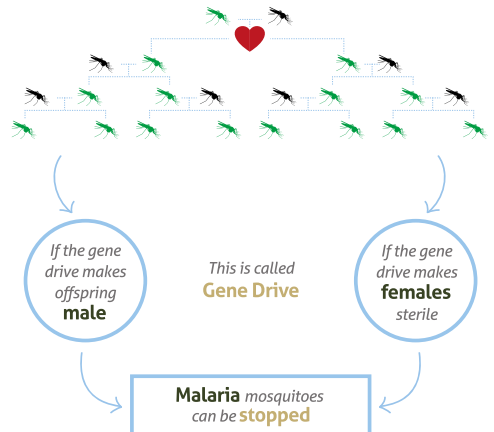 If the gene
drive makes
offspring
male
This is called
Gene Drive
If the gene
drive makes
females
sterile
Malaria mosquitoes
can be stopped